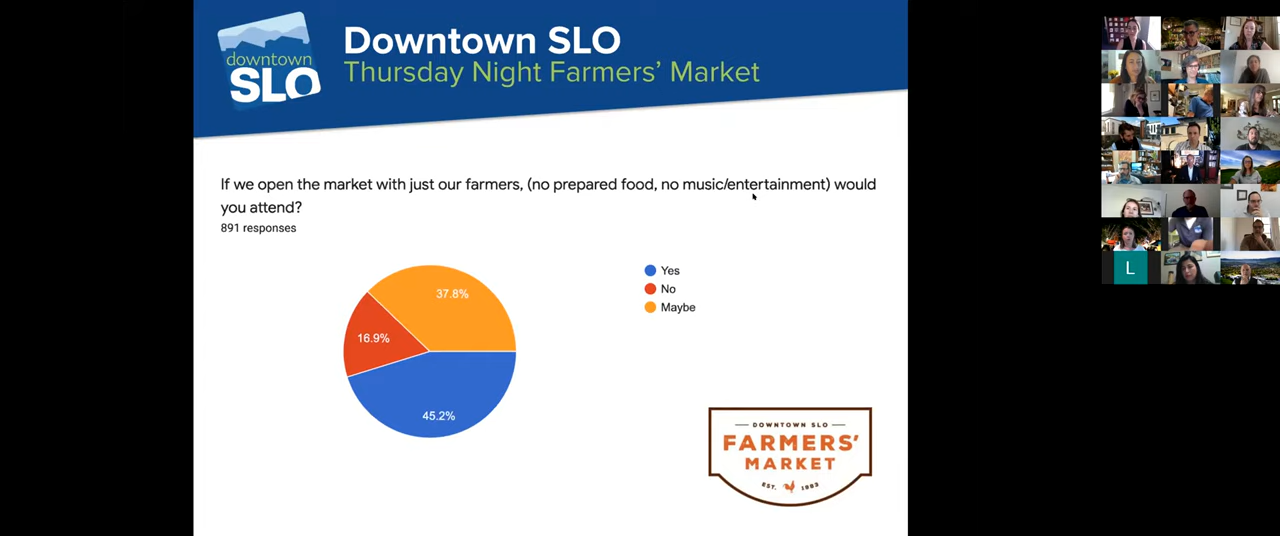 downtown
SLO
Downtown SLO
Thursday Night Farmers' Market
If we open the market with just our farmers, (no prepared food, no music/entertainment) would
you attend?
891 responses
37.8%
16.9%
45.2%
Yes
No
Maybe
DOWNTOWN SLO
FARMERS'
MARKET
EST. 1983
L